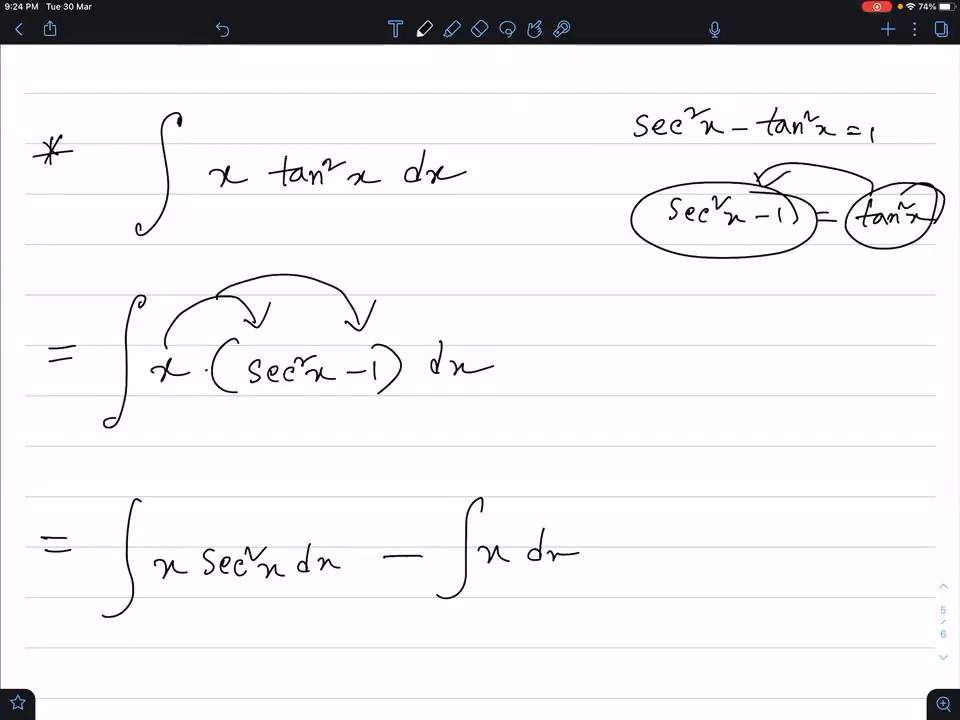 9:24 PM Tue 30 Mar 74%
* ∫ x tan²x dx
sec²x – tan²x = 1
sec²x – 1) = tan²x
= ∫ x · (sec²x – 1) dx
= ∫ x sec²x dx – ∫ x dx
5
/
6